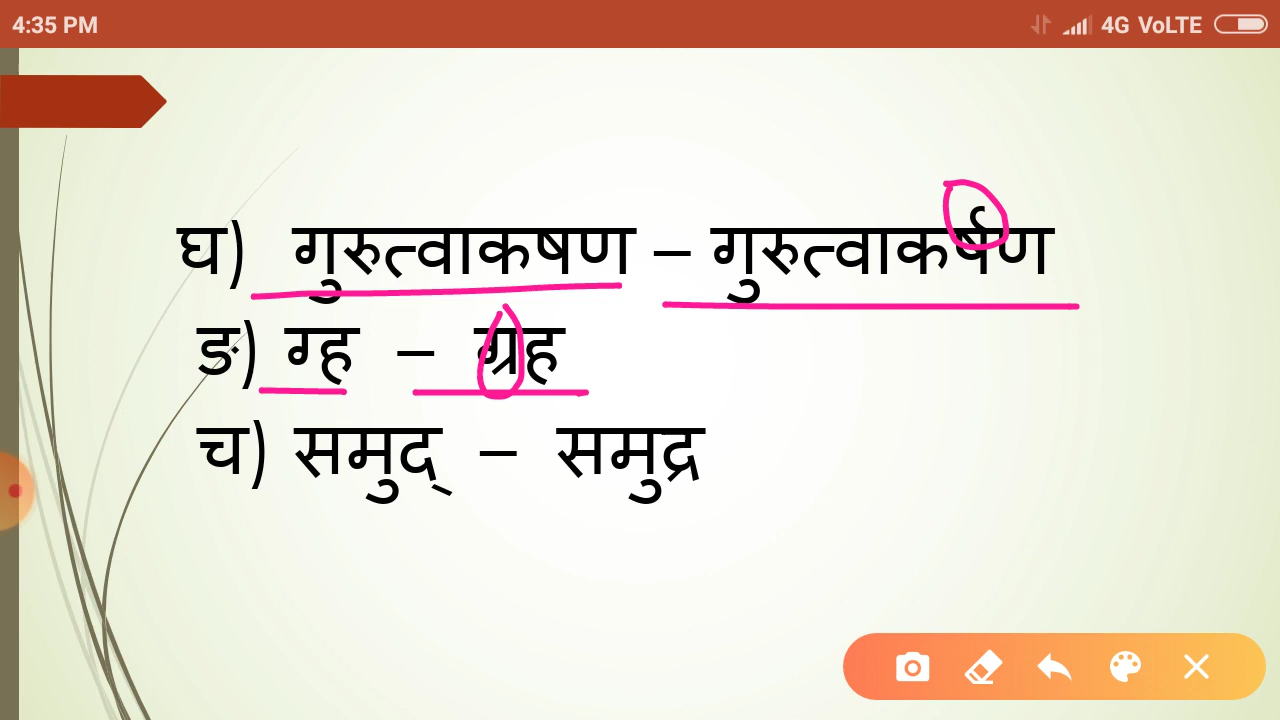 4:35 PM 4G VoLTE
घ) गुरुत्वाकषण – गुरुत्वाकर्षण
ङ) ग्ह – ग्रह
च) समुद् – समुद्र